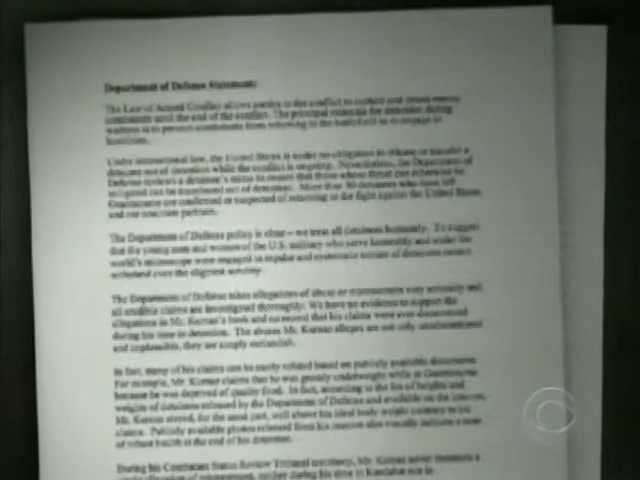 Department of Defense Statement:
The Law of Armed Conflict allows parties to the conflict to capture and detain enemy
combatants until the end of the conflict. The principal rationale for detention during
wartime is to prevent combatants from returning to the battlefield to re-engage in
hostilities.
Under international law, the United States is under no obligation to release or transfer a
detainee out of detention while the conflict is ongoing. Nevertheless, the Department of
Defense reviews a detainee's status to ensure that those whose threat can otherwise be
mitigated can be transferred out of detention. More than 30 detainees who have left
Guantanamo are confirmed or suspected of returning to the fight against the United States
and our coalition partners.
The Department of Defense policy is clear – we treat all detainees humanely. To suggest
that the young men and women of the U.S. military who serve honorably and under the
world's microscope were engaged in regular and systematic torture of detainees cannot
withstand even the slightest scrutiny.
The Department of Defense takes allegations of abuse or mistreatment very seriously and
all credible claims are investigated thoroughly. We have no evidence to support the
allegations in Mr. Kurnaz's book and no record that his claims were ever
during his time in detention. The abuses Mr. Kurnaz alleges are not only unsubstantiated
and implausible, they are simply outlandish.
In fact, many of his claims can be easily refuted based on publicly available documents.
For example, Mr. Kurnaz claims that he was greatly underweight while at Guantanamo
because he was deprived of quality food. In fact, according to the list of heights and
weights of detainees released by the Department of Defense and available on the internet,
Mr. Kurnaz stayed, for the most part, well above his ideal body weight contrary to his
claims. Publicly available photos released from his also visually indicate a man
of robust health at the end of his detention.
During his Combatant Status Review Tribunal testimony, Mr. Kurnaz never mentions a
of mistreatment, neither during his time in Kandahar nor in